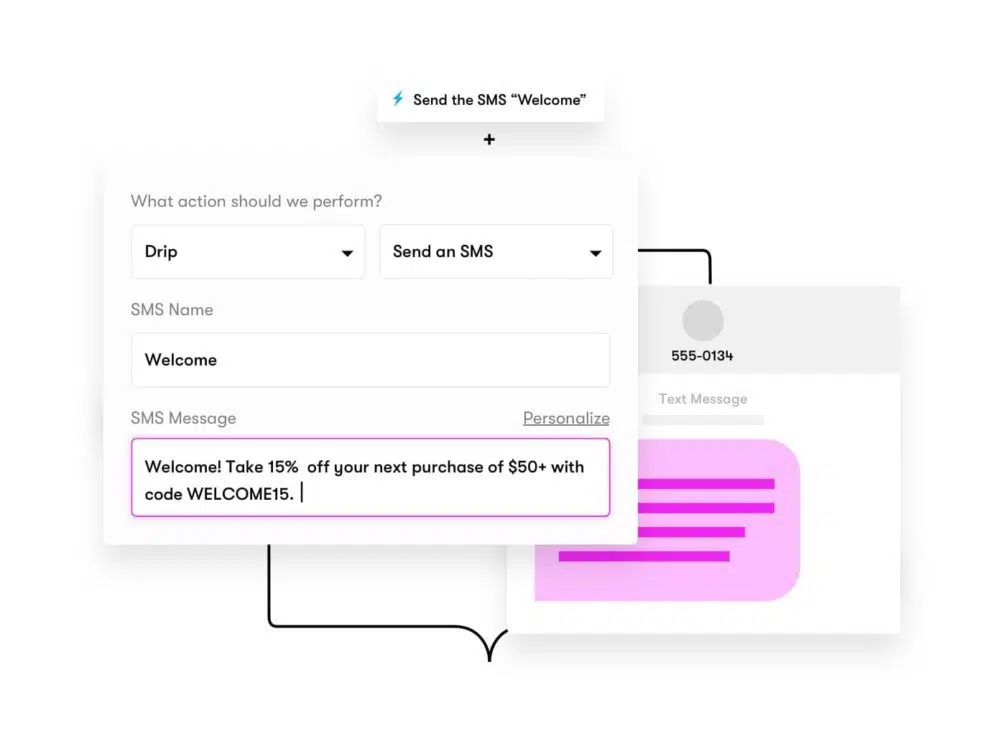 Send the SMS “Welcome”
+
What action should we perform?
Drip
Send an SMS
SMS Name
Welcome
SMS Message
Personalize
Welcome! Take 15%  off your next purchase of $50+ with
code WELCOME15.
555-0134
Text Message